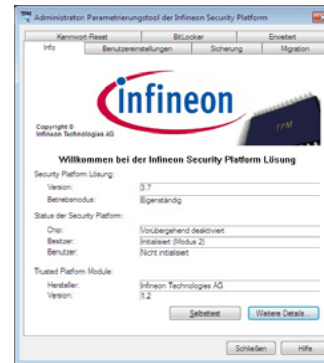 Administrator: Parametrierungstool der Infineon Security Platform
Kennwort-Reset BitLocker Erweitert
Info Benutzereinstellungen Sicherung Migration
infineon
TPM
Copyright ©
Infineon Technologies AG
Willkommen bei der Infineon Security Platform Lösung
Security Platform Lösung:
Version: 3.7
Betriebsmodus: Eigenständig
Status der Security Platform:
Chip: Vorübergehend deaktiviert
Besitzer: Initialisiert (Modus 2)
Benutzer: Nicht initialisiert
Trusted Platform Module:
Hersteller: Infineon Technologies AG
Version: 1.2
Selbsttest Weitere Details...
Schließen Hilfe